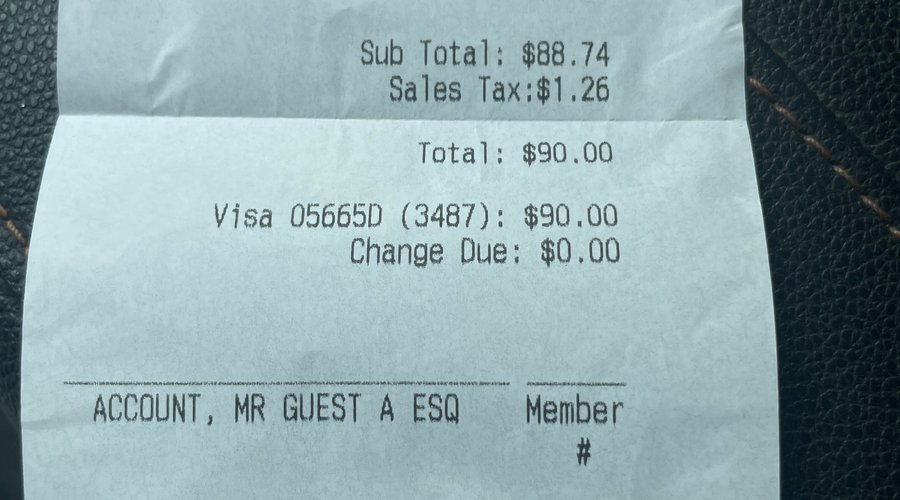 Sub Total: $88.74
Sales Tax:$1.26
Total: $90.00
Visa 05665D (3487): $90.00
Change Due: $0.00
ACCOUNT, MR GUEST A ESQ Member
#